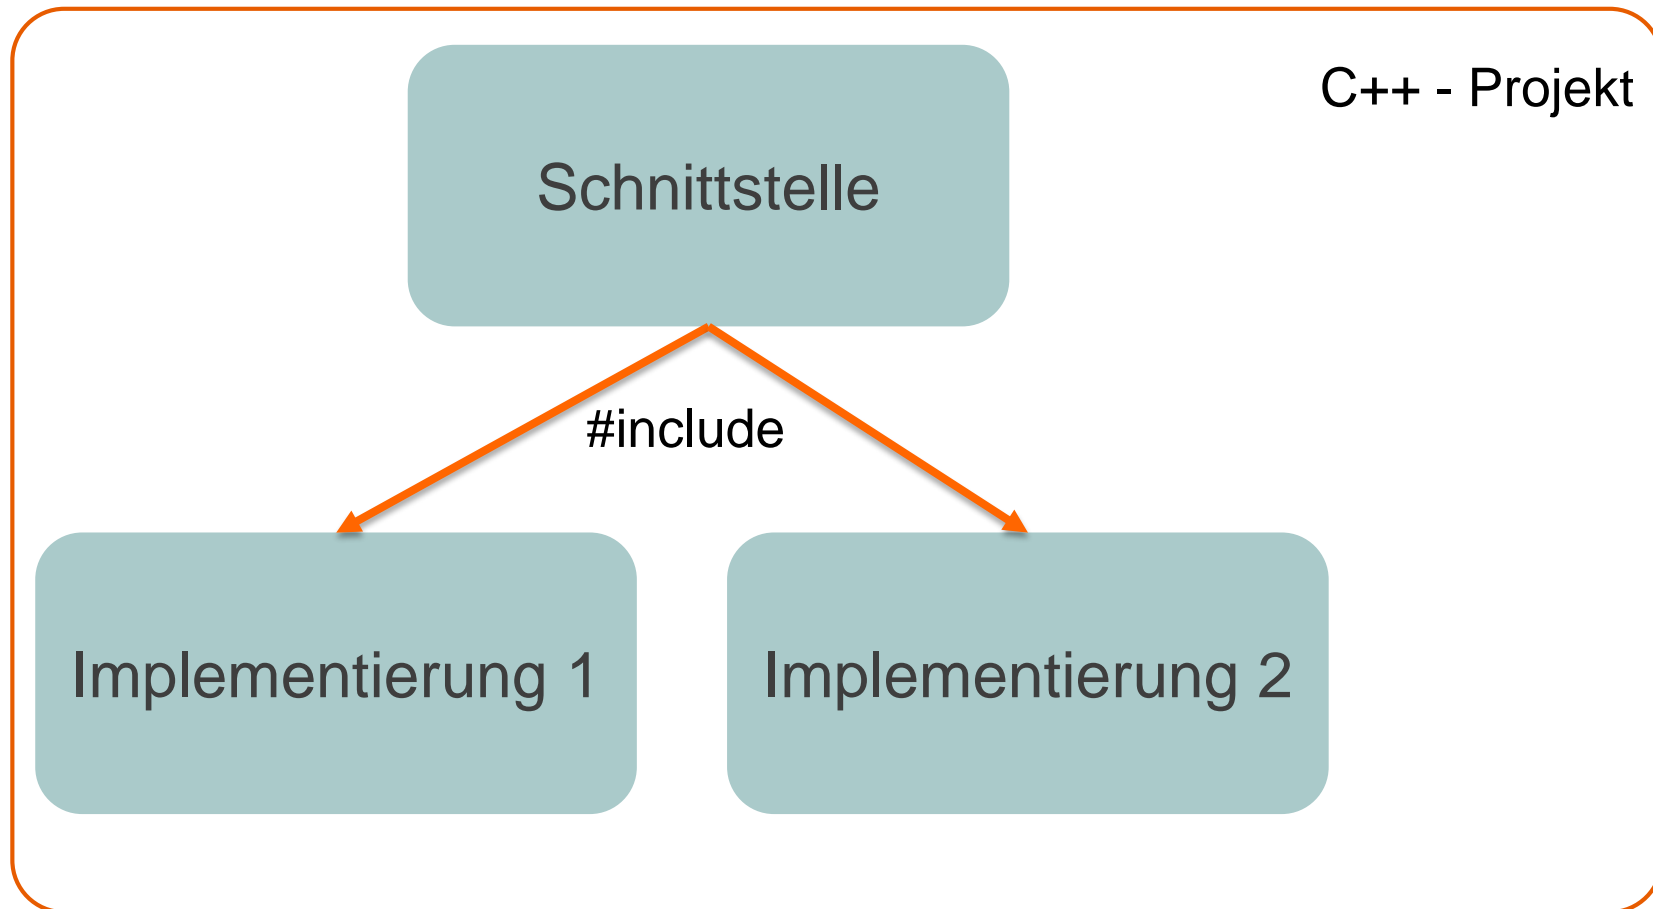 C++ - Projekt
Schnittstelle
#include
Implementierung 1
Implementierung 2